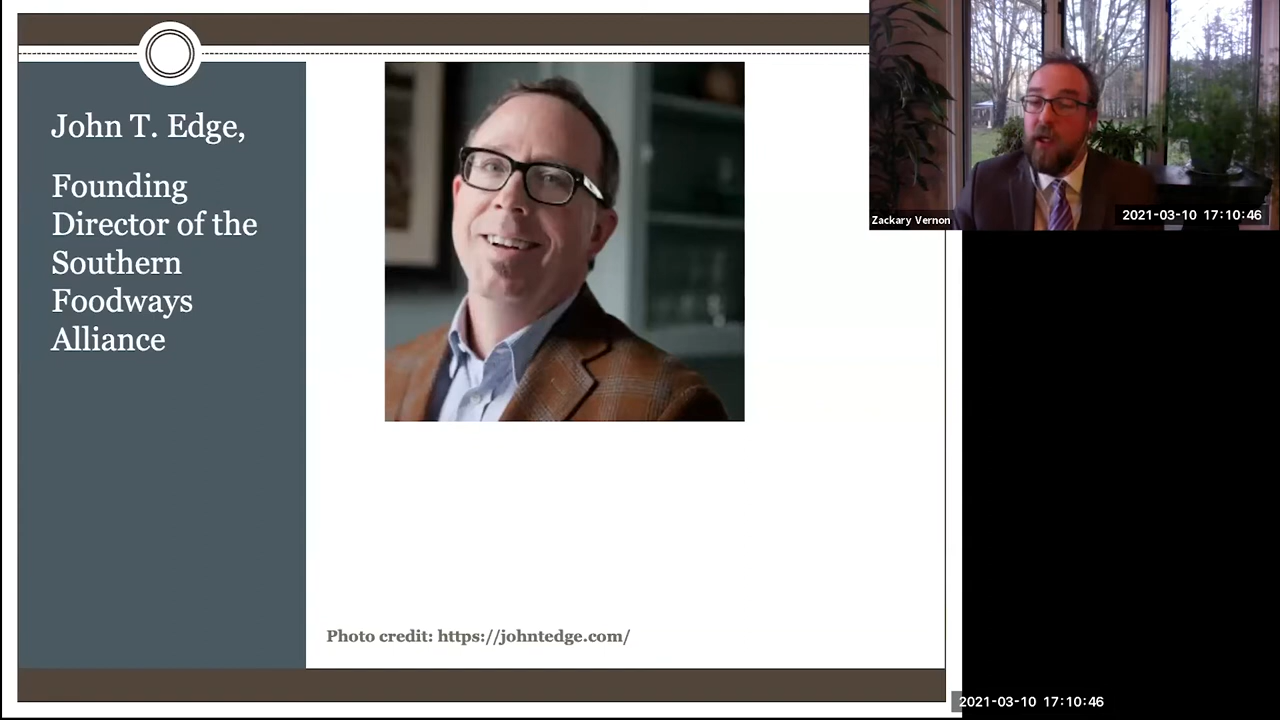 John T. Edge,
Founding
Director of the
Southern
Foodways
Alliance
Photo credit: https://johntedge.com/
Zackary Vernon
2021-03-10 17:10:46
2021-03-10 17:10:46